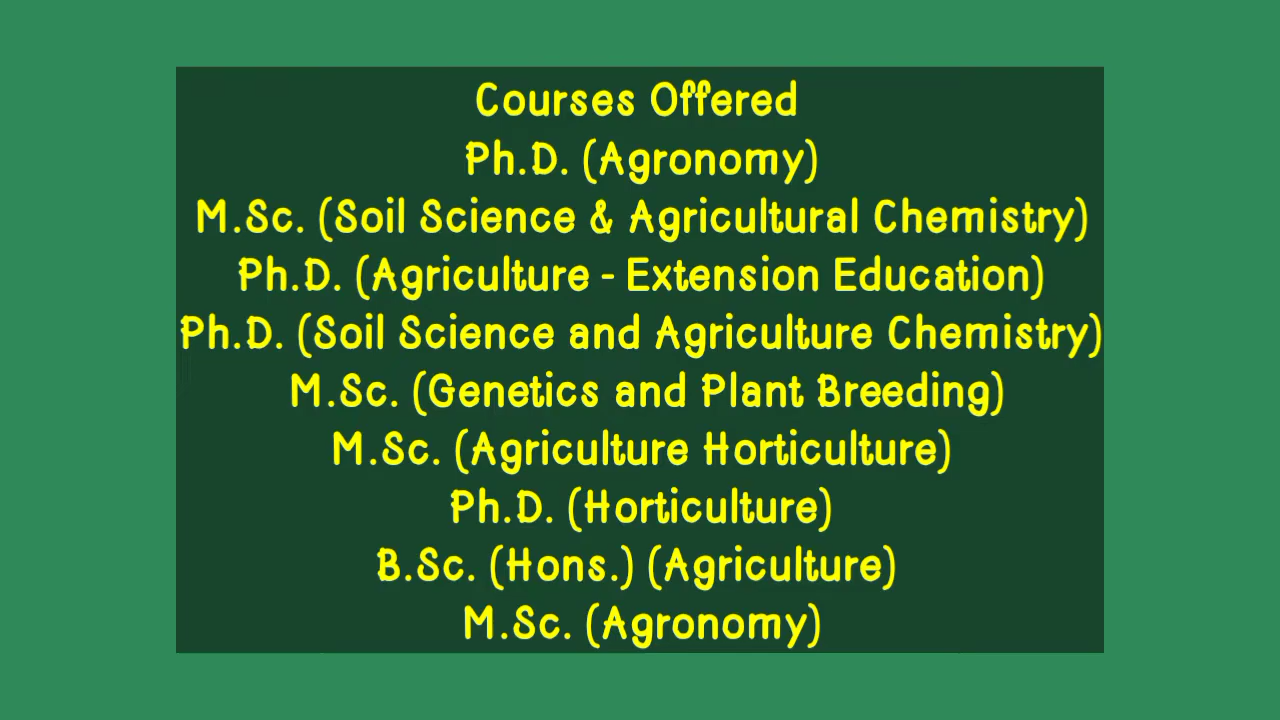 Courses Offered
Ph.D. (Agronomy)
M.Sc. (Soil Science & Agricultural Chemistry)
Ph.D. (Agriculture - Extension Education)
Ph.D. (Soil Science and Agriculture Chemistry)
M.Sc. (Genetics and Plant Breeding)
M.Sc. (Agriculture Horticulture)
Ph.D. (Horticulture)
B.Sc. (Hons.) (Agriculture)
M.Sc. (Agronomy)